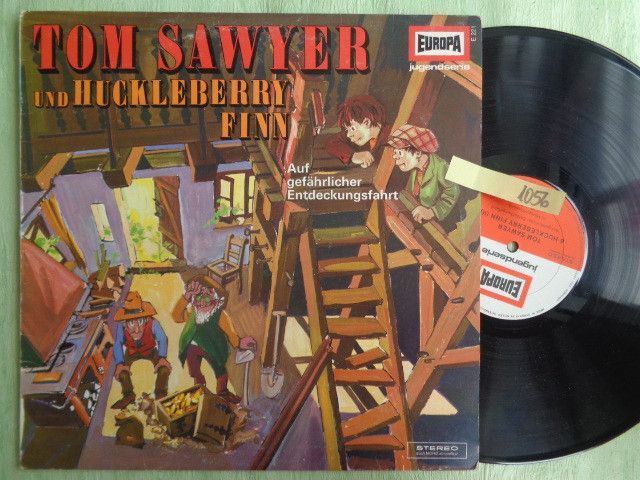 TOM SAWYER
UND HUCKLEBERRY
FINN
EUROPA
jugendserie
Auf
gefährlicher
Entdeckungsfahrt
1056
TOM SAWYER
& HUCKLEBERRY FINN
jugendserie
EUROPA
STEREO